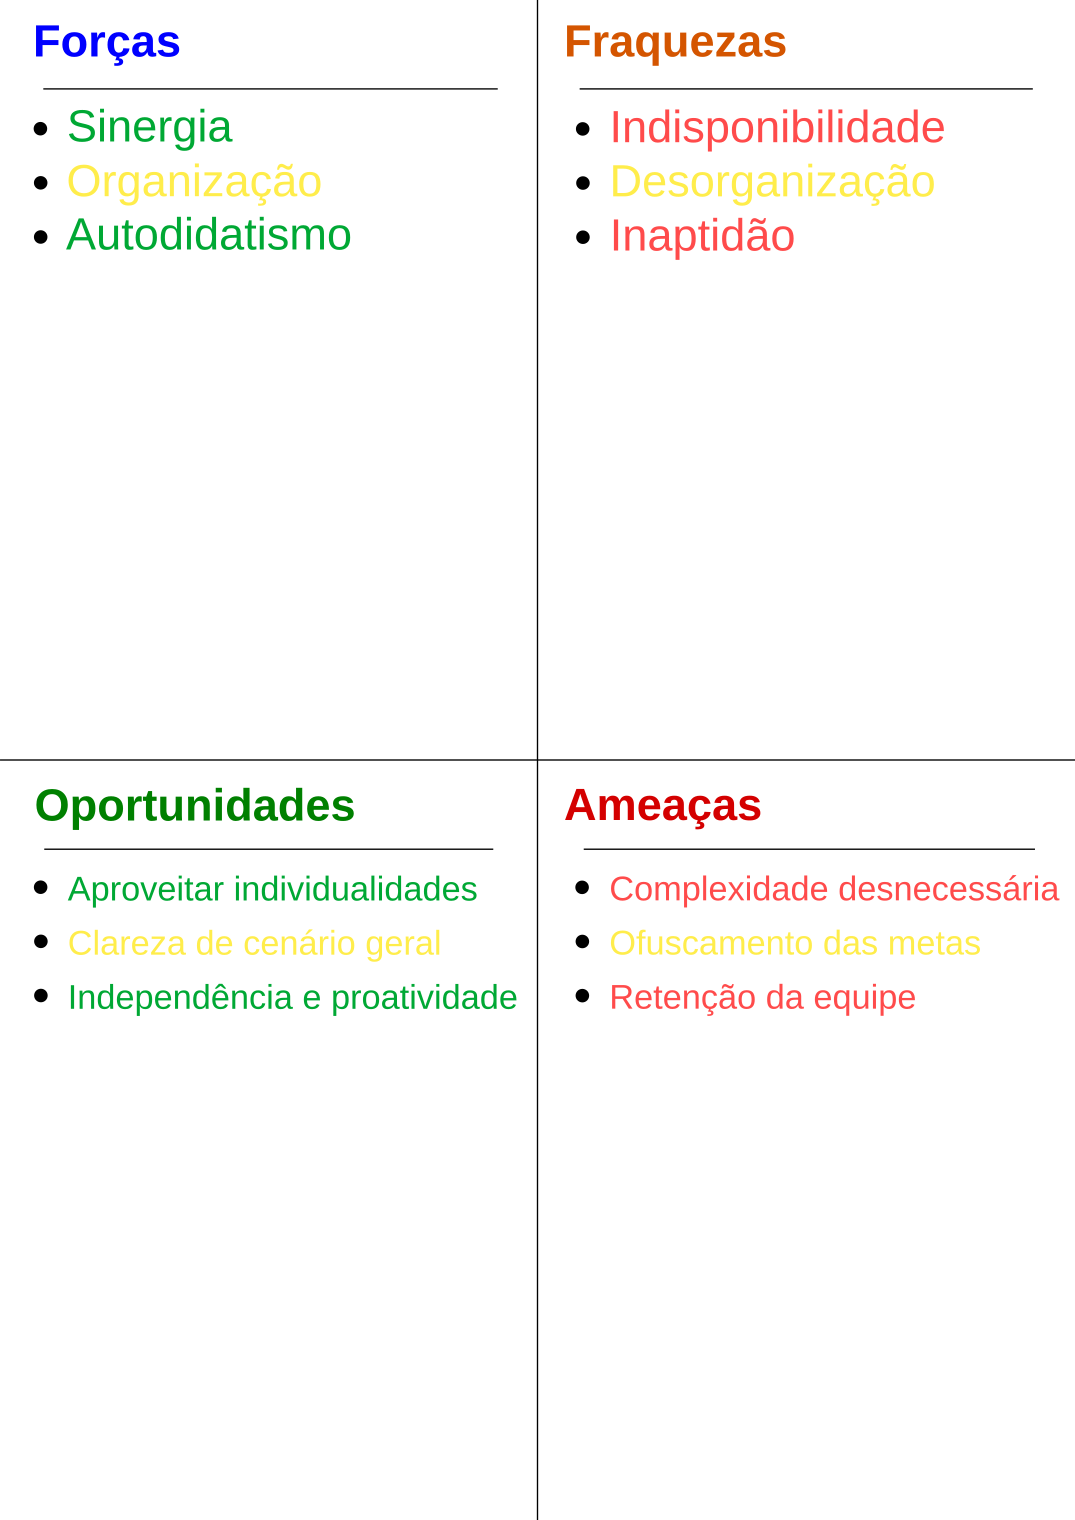 Forças
Sinergia
Organização
Autodidatismo
Fraquezas
Indisponibilidade
Desorganização
Inaptidão
Oportunidades
Aproveitar individualidades
Clareza de cenário geral
Independência e proatividade
Ameaças
Complexidade desnecessária
Ofuscamento das metas
Retenção da equipe